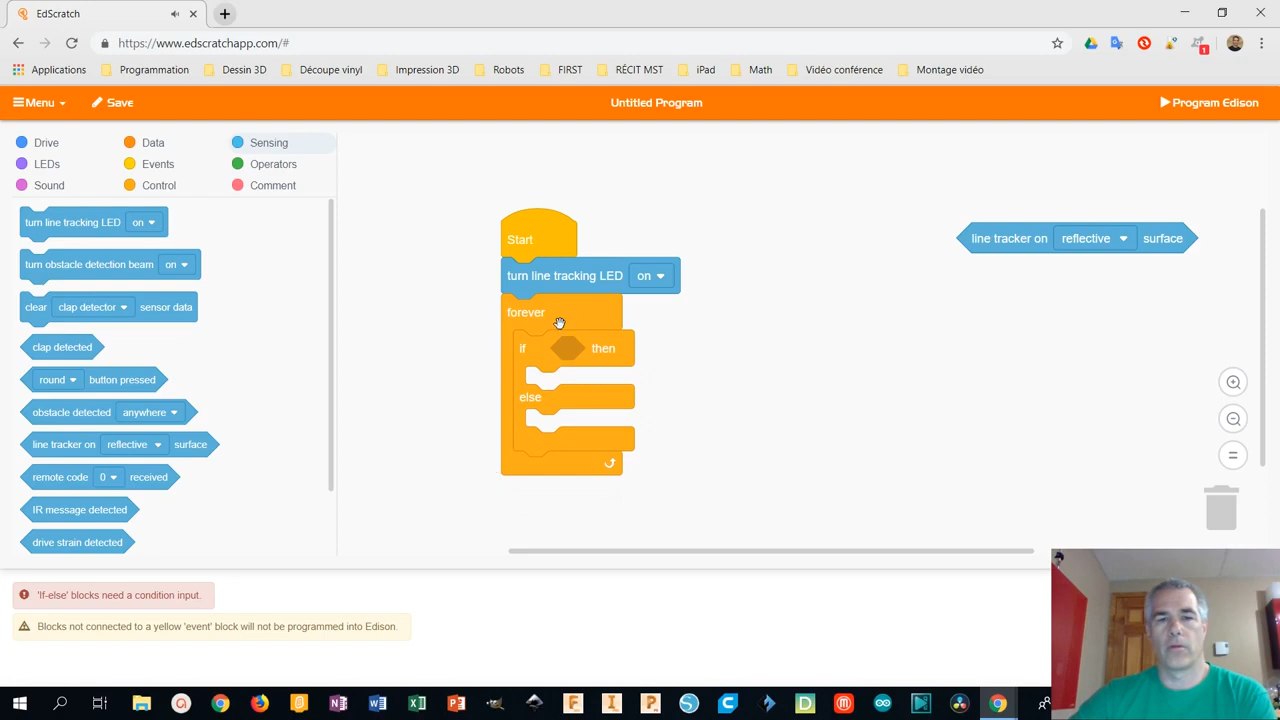 EdScratch
https://www.edscratchapp.com/#
Applications Programmation Dessin 3D Découpe vinyl Impression 3D Robots FIRST RÉCIT MST iPad Math Vidéo conférence Montage vidéo
Menu Save Untitled Program Program Edison
Drive Data Sensing
LEDs Events Operators
Sound Control Comment
turn line tracking LED on
turn obstacle detection beam on
clear clap detector sensor data
clap detected
round button pressed
obstacle detected anywhere
line tracker on reflective surface
remote code 0 received
IR message detected
drive strain detected
Start
turn line tracking LED on
forever
if then
else
line tracker on reflective surface
'If-else' blocks need a condition input.
Blocks not connected to a yellow 'event' block will not be programmed into Edison.